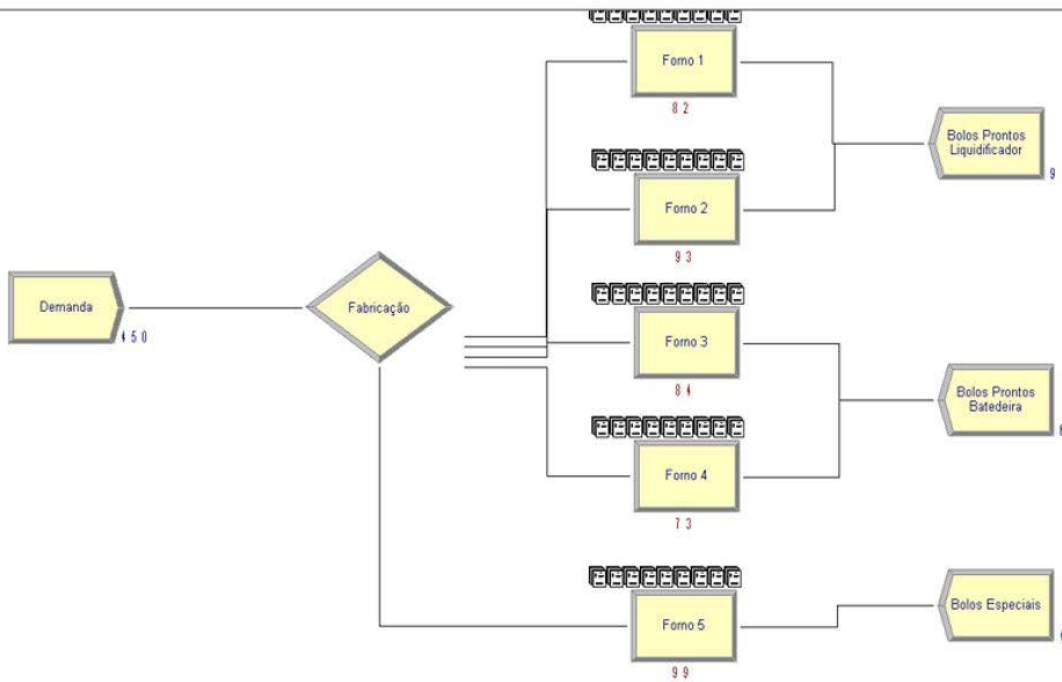 Forno 1
8 2
Bolos Prontos
Liquidificador
9
Forno 2
9 3
Demanda
4 5 0
Fabricação
Forno 3
8 4
Bolos Prontos
Batedeira
Forno 4
7 3
Forno 5
9 9
Bolos Especiais